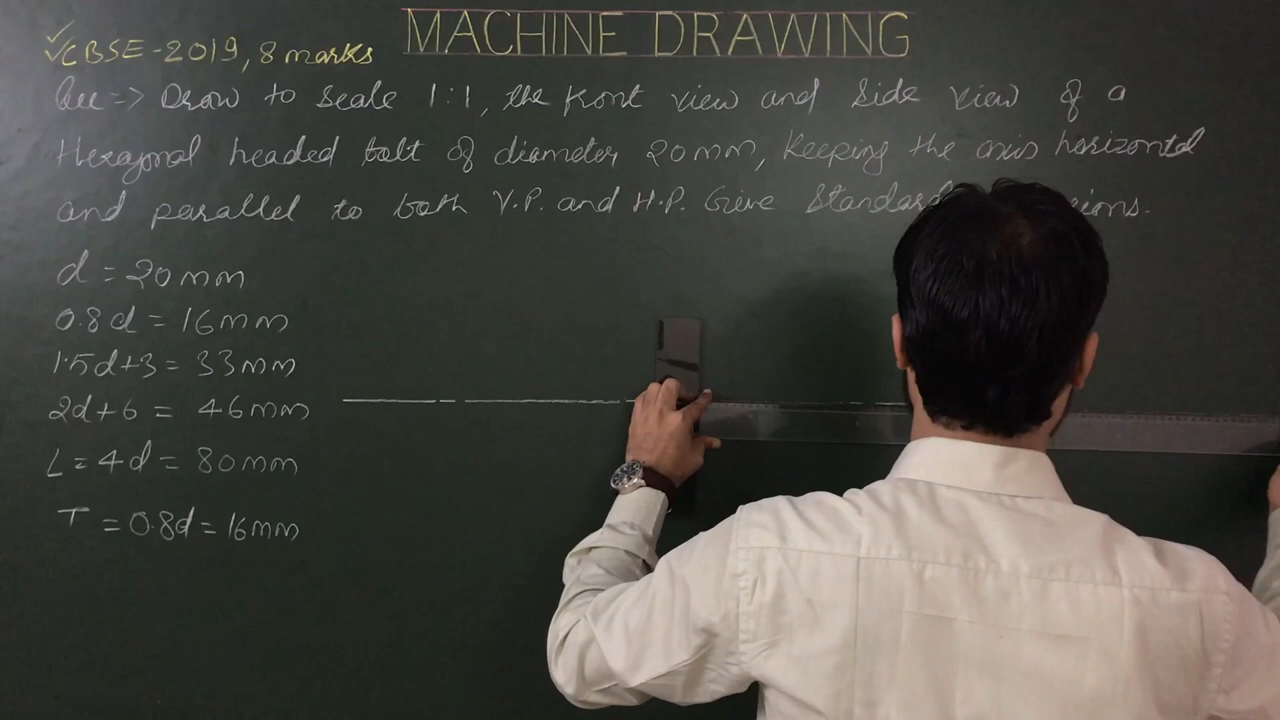 MACHINE DRAWING
✓CBSE-2019, 8 marks
Que => Draw to Scale 1:1, the front view and Side view of a
Hexagonal headed bolt of diameter 20mm, Keeping the axis horizontal
and parallel to both V.P. and H.P. Give Standard
d = 20mm
0.8d = 16mm
1.5d+3 = 33mm
2d+6 = 46mm
L = 4d = 80mm
T = 0.8d = 16mm